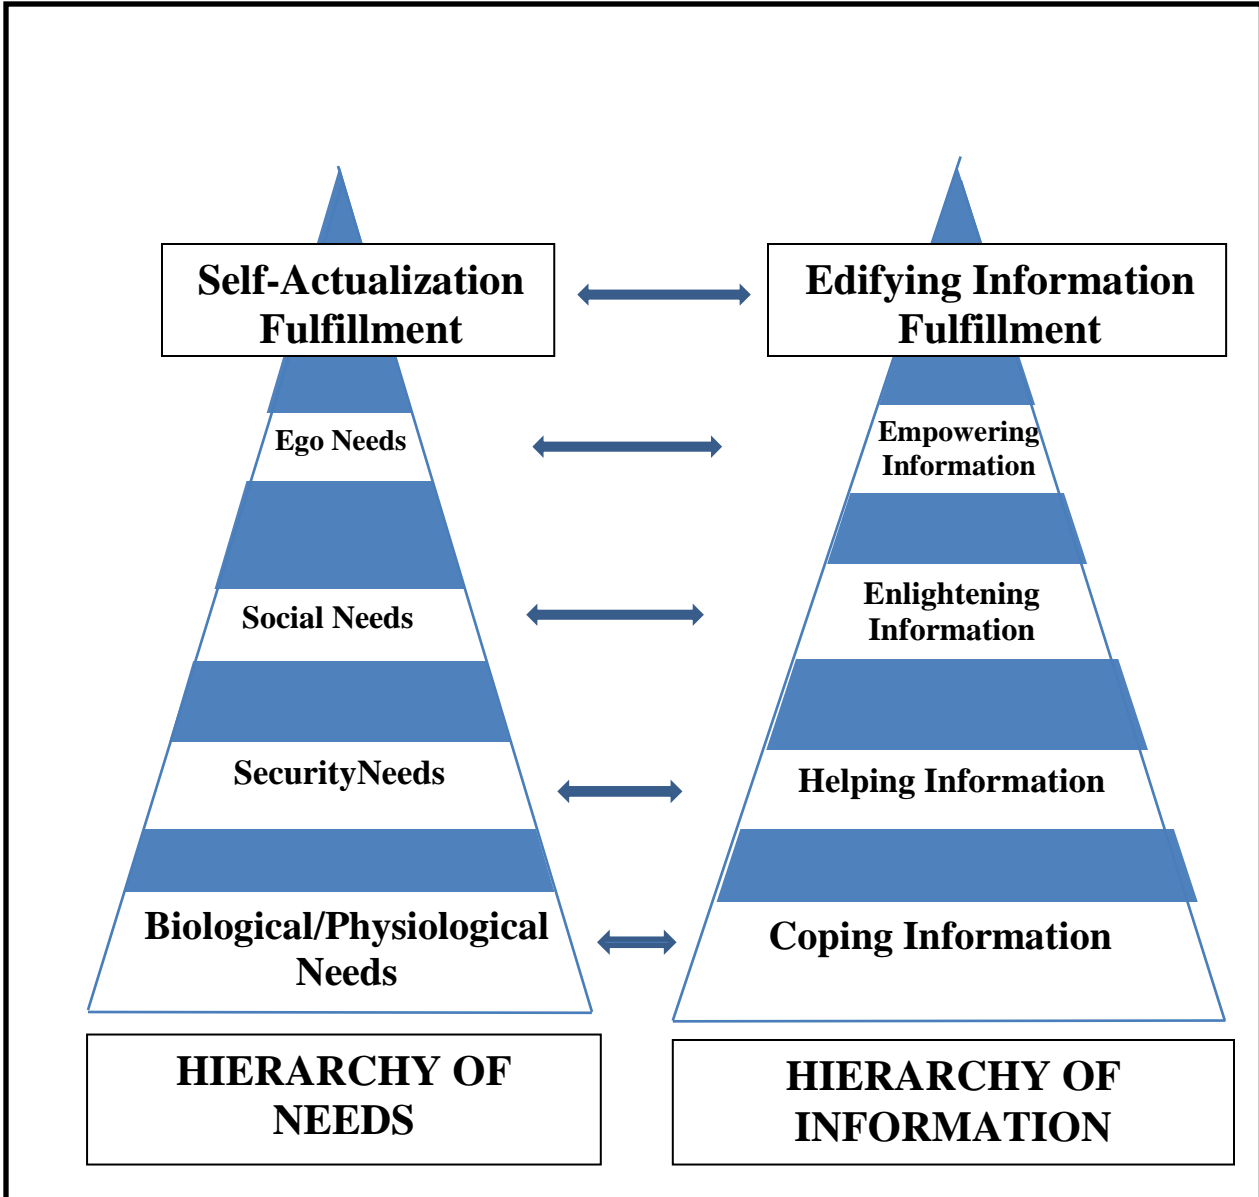 Self-Actualization
Fulfillment
Edifying Information
Fulfillment
Ego Needs
Empowering
Information
Social Needs
Enlightening
Information
SecurityNeeds
Helping Information
Biological/Physiological
Needs
Coping Information
HIERARCHY OF
NEEDS
HIERARCHY OF
INFORMATION